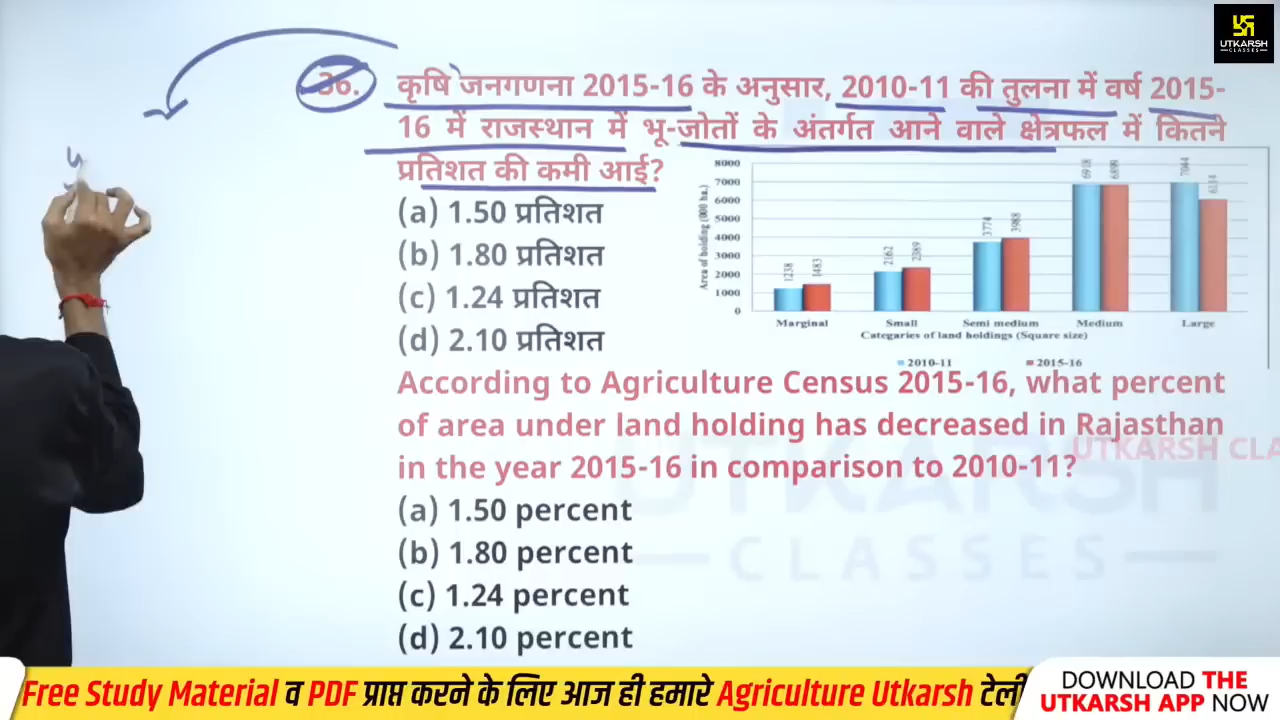 UTKARSH
CLASSES
36. कृषि जनगणना 2015-16 के अनुसार, 2010-11 की तुलना में वर्ष 2015-
16 में राजस्थान में भू-जोतों के अंतर्गत आने वाले क्षेत्रफल में कितने
प्रतिशत की कमी आई?
(a) 1.50 प्रतिशत
(b) 1.80 प्रतिशत
(c) 1.24 प्रतिशत
(d) 2.10 प्रतिशत
Area of holding (000 ha.)
8000
7000
6000
5000
4000
3000
2000
1000
0
1238 1483 2162 2389 3774 3988 6918 6899 7044 6134
Marginal Small Semi medium Medium Large
Categaries of land holdings (Square size)
2010-11 2015-16
According to Agriculture Census 2015-16, what percent
of area under land holding has decreased in Rajasthan
in the year 2015-16 in comparison to 2010-11?
UTKARSH CLA
(a) 1.50 percent
(b) 1.80 percent
(c) 1.24 percent
(d) 2.10 percent
UTKARSH
CLASSES
Free Study Material व PDF प्राप्त करने के लिए आज ही हमारे Agriculture Utkarsh टेली
DOWNLOAD THE
UTKARSH APP NOW